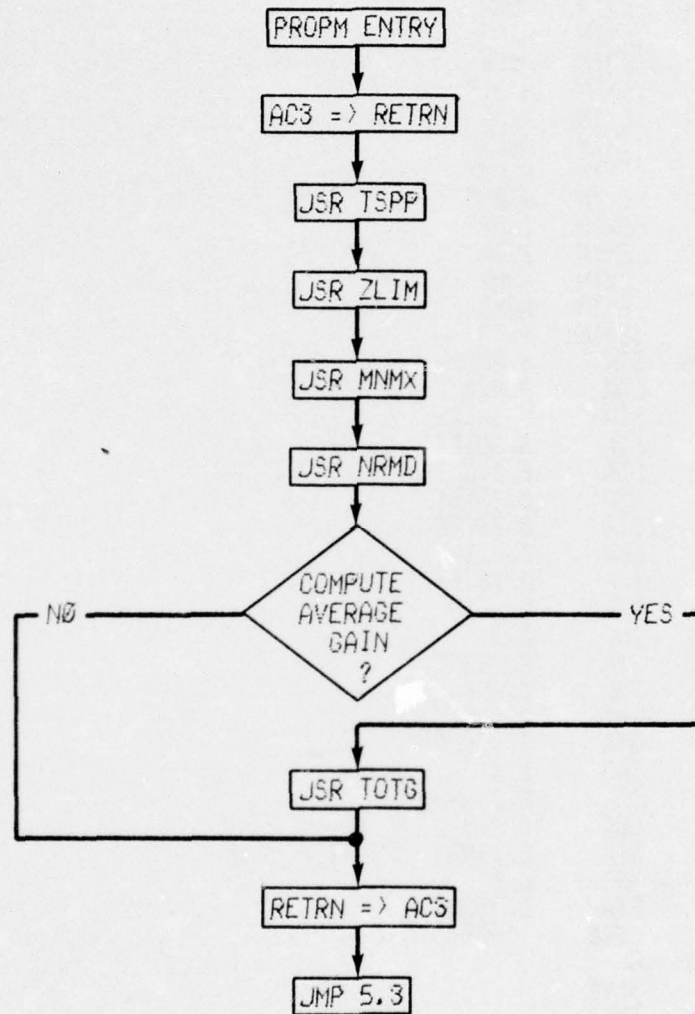 PROPM ENTRY
AC3 => RETRN
JSR TSPP
JSR ZLIM
JSR MNMX
JSR NRMD
COMPUTE
AVERAGE
GAIN
?
NØ
YES
JSR TOTG
RETRN => AC3
JMP 5.3